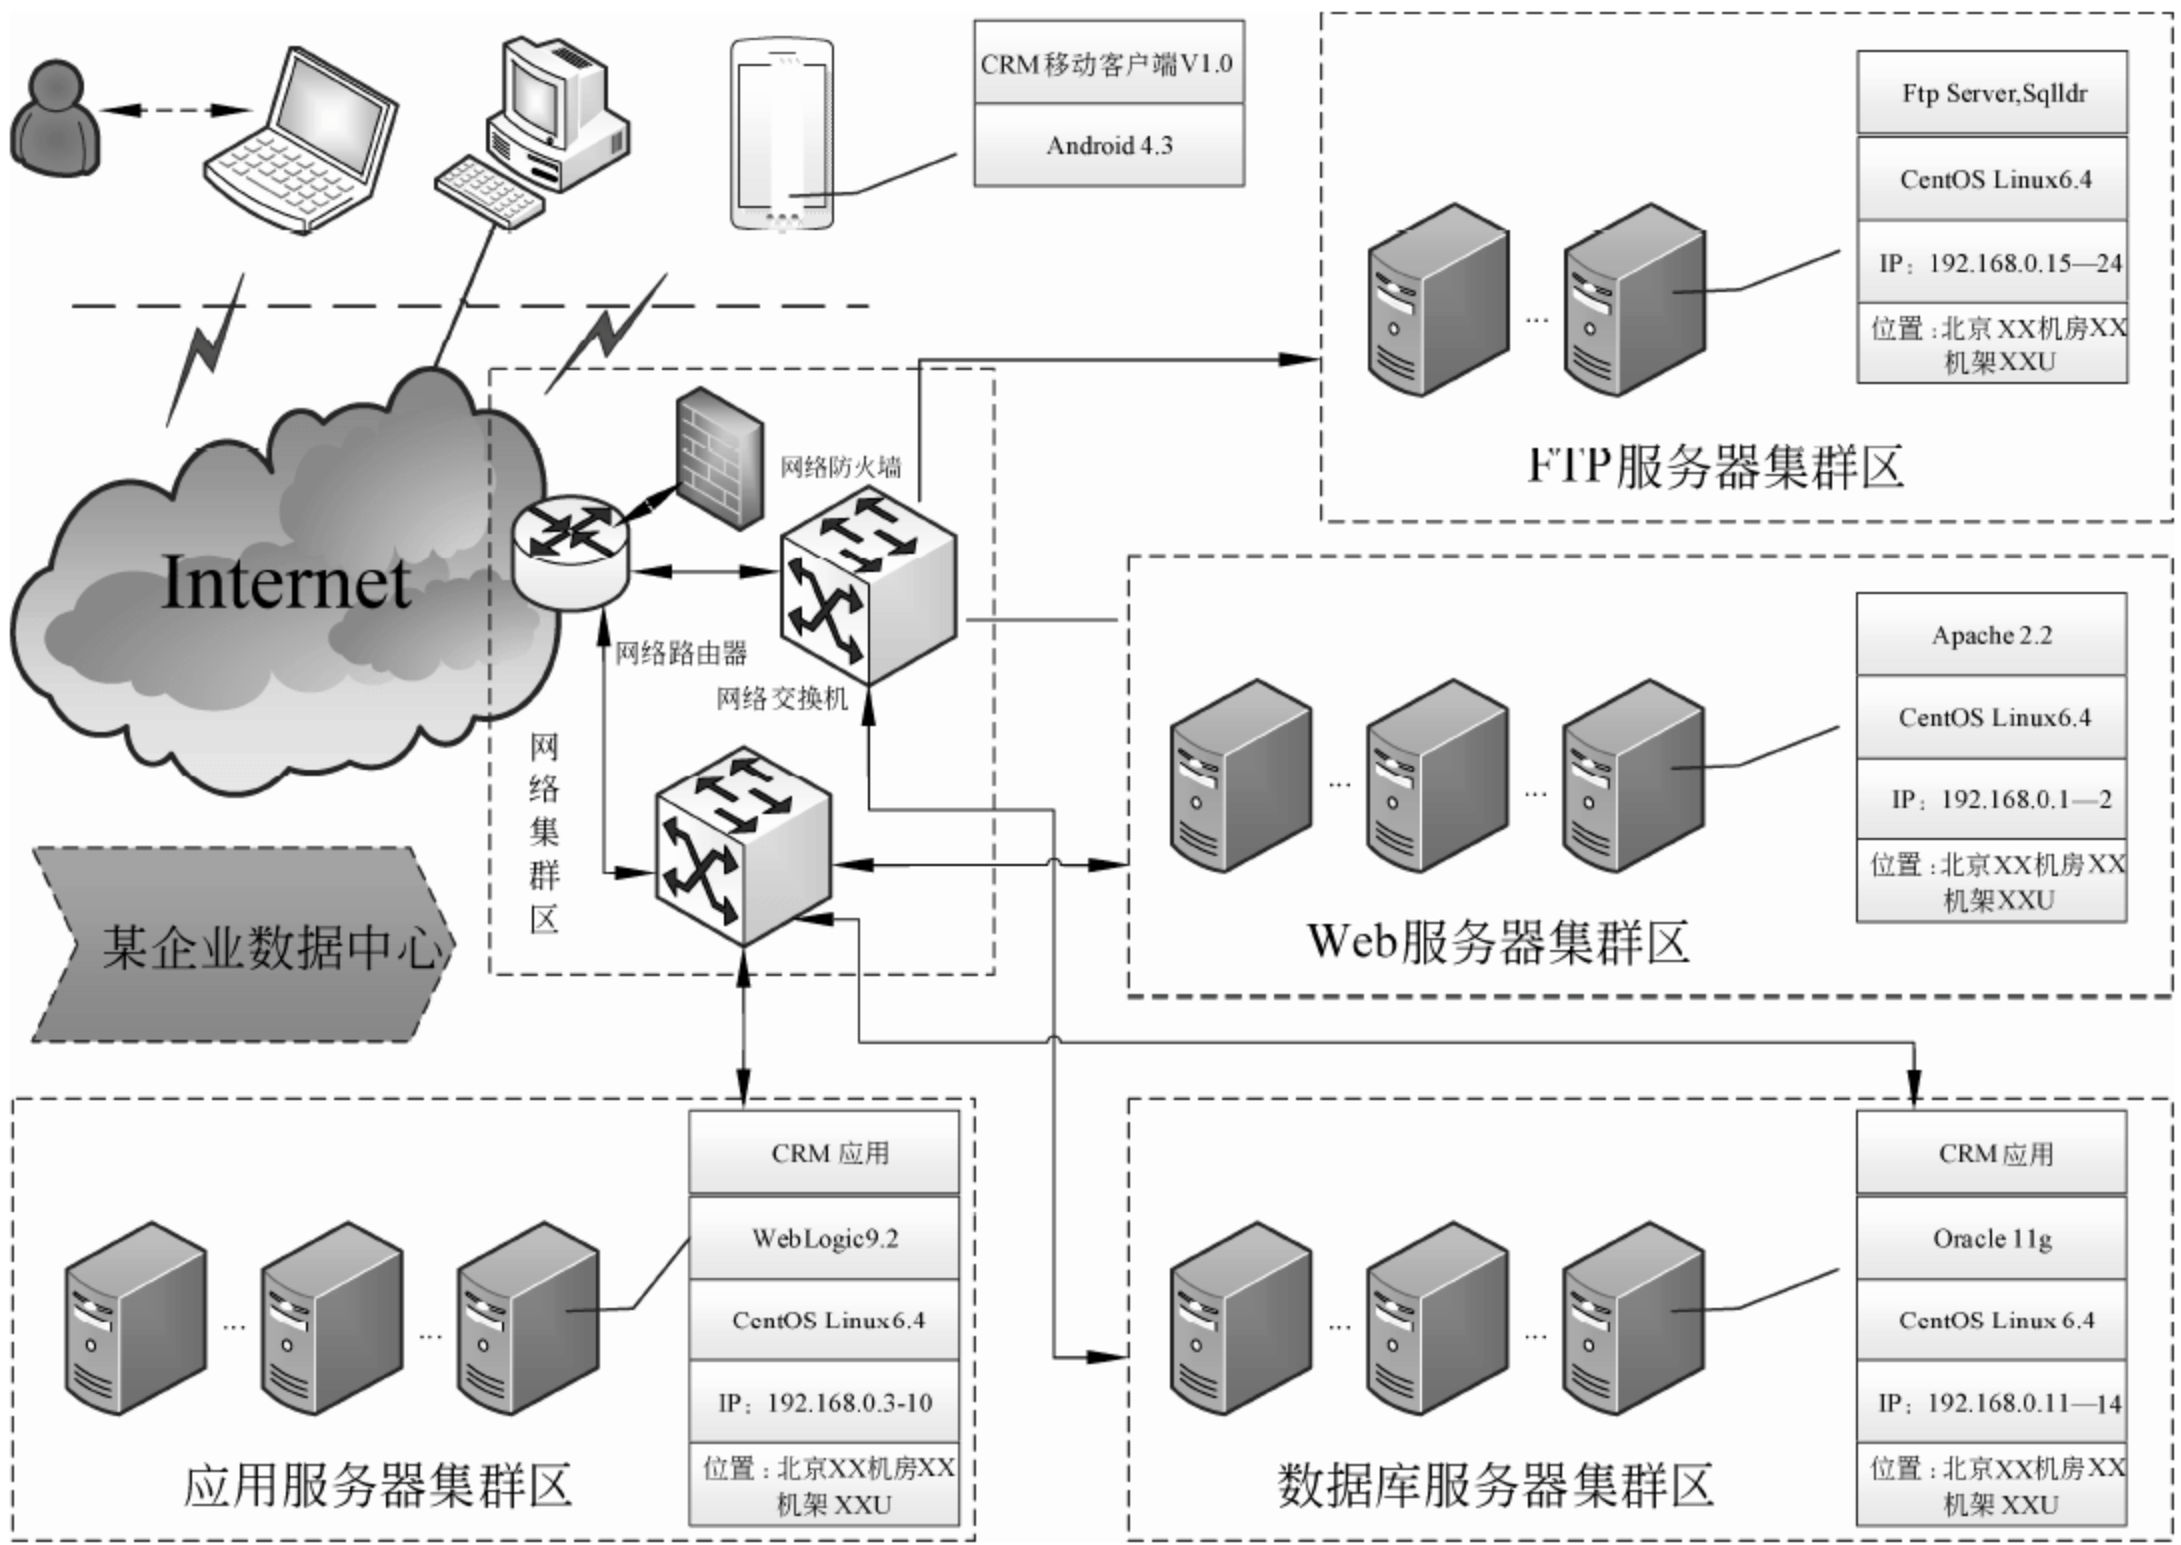 CRM移动客户端V1.0
Android 4.3
Ftp Server,Sqlldr
CentOS Linux6.4
IP：192.168.0.15—24
位置:北京XX机房XX
机架XXU
FTP服务器集群区
网络防火墙
Internet
网络路由器
网络交换机
网络集群区
Apache 2.2
CentOS Linux6.4
IP：192.168.0.1—2
位置:北京XX机房XX
机架XXU
Web服务器集群区
某企业数据中心
CRM 应用
WebLogic9.2
CentOS Linux6.4
IP：192.168.0.3-10
位置:北京XX机房XX
机架 XXU
应用服务器集群区
CRM 应用
Oracle 11g
CentOS Linux 6.4
IP：192.168.0.11—14
位置:北京XX机房XX
机架 XXU
数据库服务器集群区